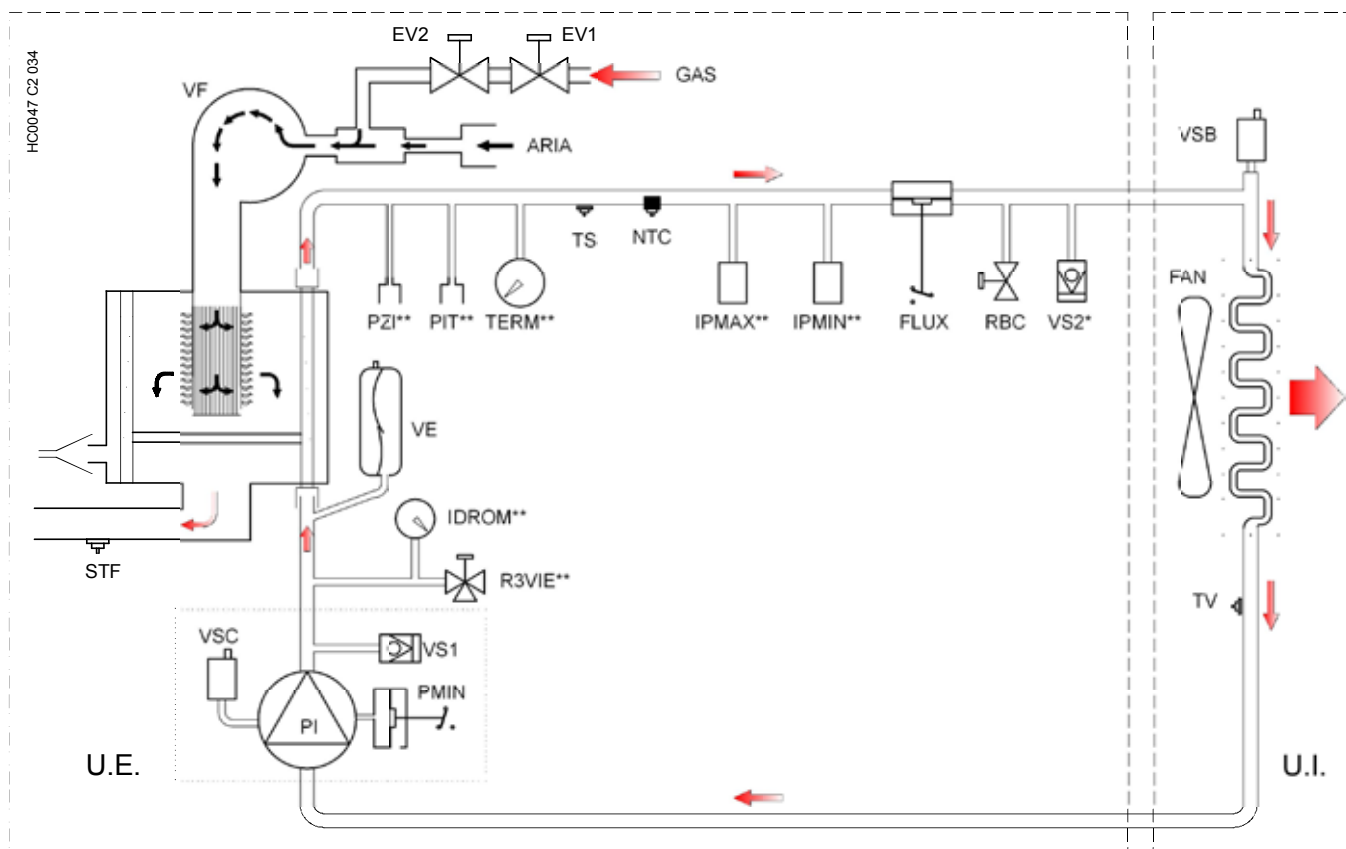 HC0047 C2 034
EV2
EV1
GAS
VF
ARIA
VSB
TS
NTC
FAN
PZI**
PIT**
TERM**
IPMAX**
IPMIN**
FLUX
RBC
VS2*
VE
IDROM**
R3VIE**
STF
TV
VSC
VS1
PMIN
PI
U.E.
U.I.